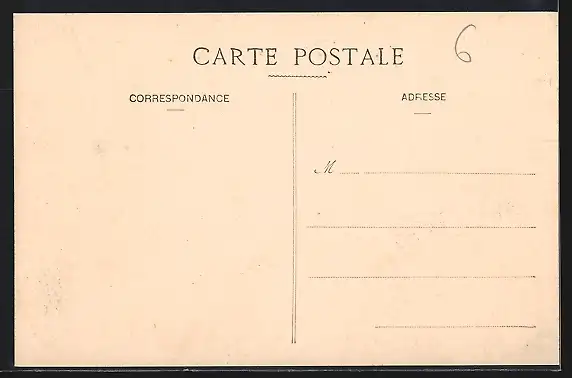 CARTE POSTALE
6
CORRESPONDANCE
ADRESSE
M